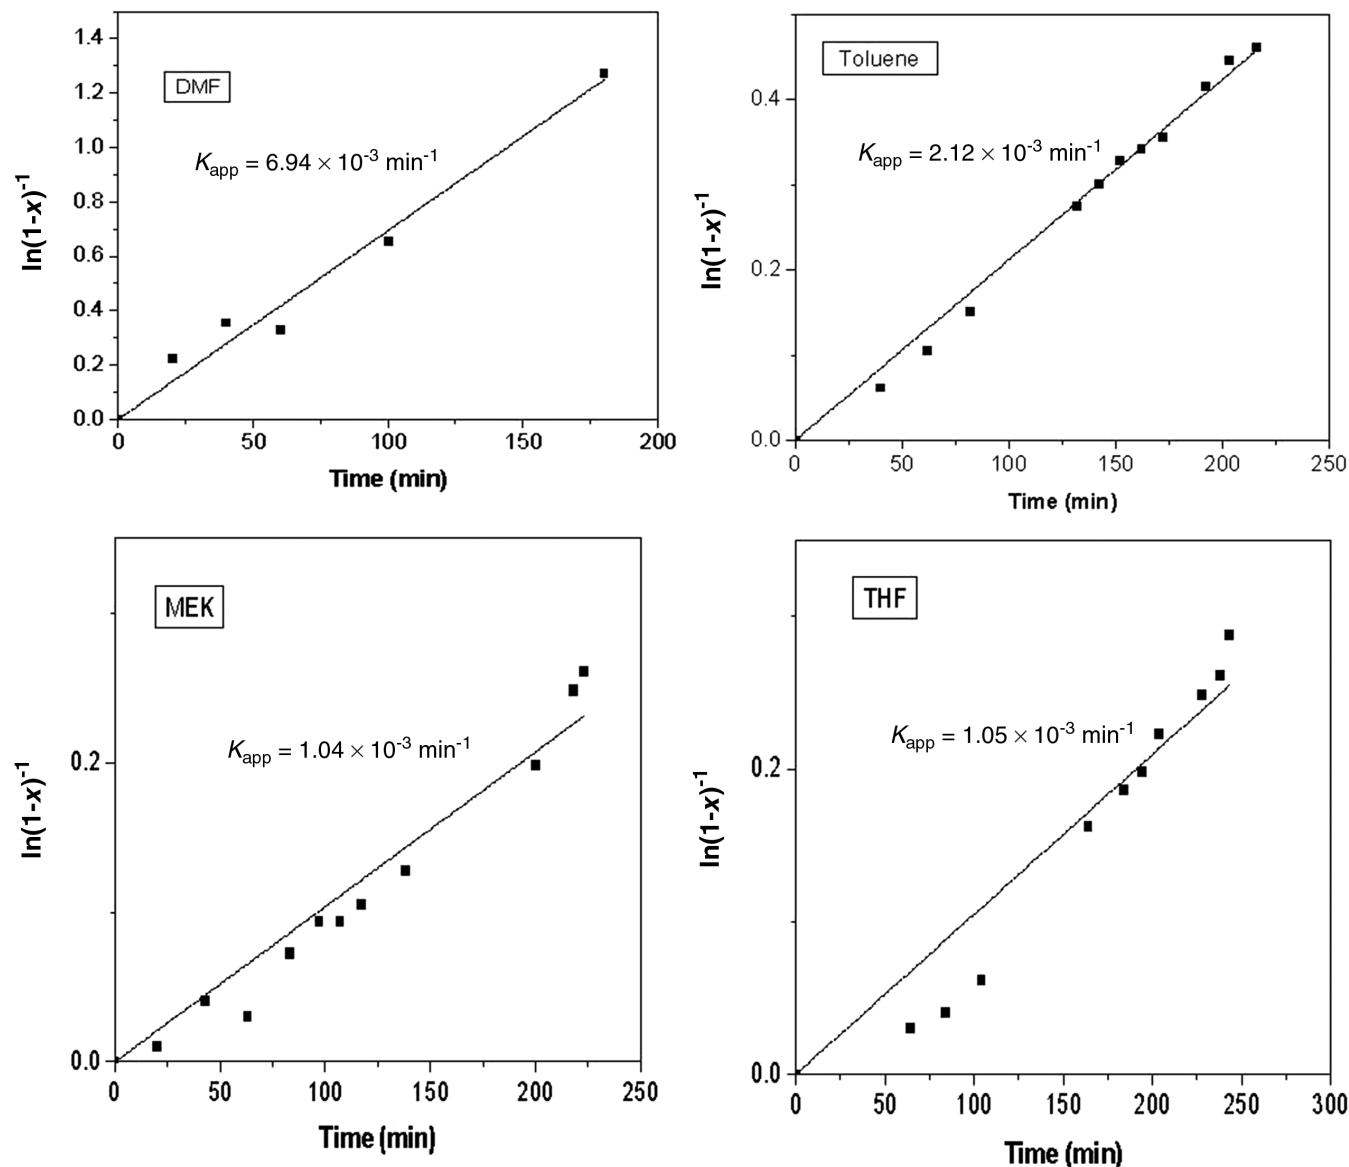 DMF
K_app = 6.94 × 10^-3 min^-1
ln(1-x)^-1
1.4
1.2
1.0
0.8
0.6
0.4
0.2
0.0
0 50 100 150 200
Time (min)
Toluene
K_app = 2.12 × 10^-3 min^-1
ln(1-x)^-1
0.4
0.2
0.0
0 50 100 150 200 250
Time (min)
MEK
K_app = 1.04 × 10^-3 min^-1
ln(1-x)^-1
0.2
0.0
0 50 100 150 200 250
Time (min)
THF
K_app = 1.05 × 10^-3 min^-1
ln(1-x)^-1
0.2
0.0
0 50 100 150 200 250 300
Time (min)